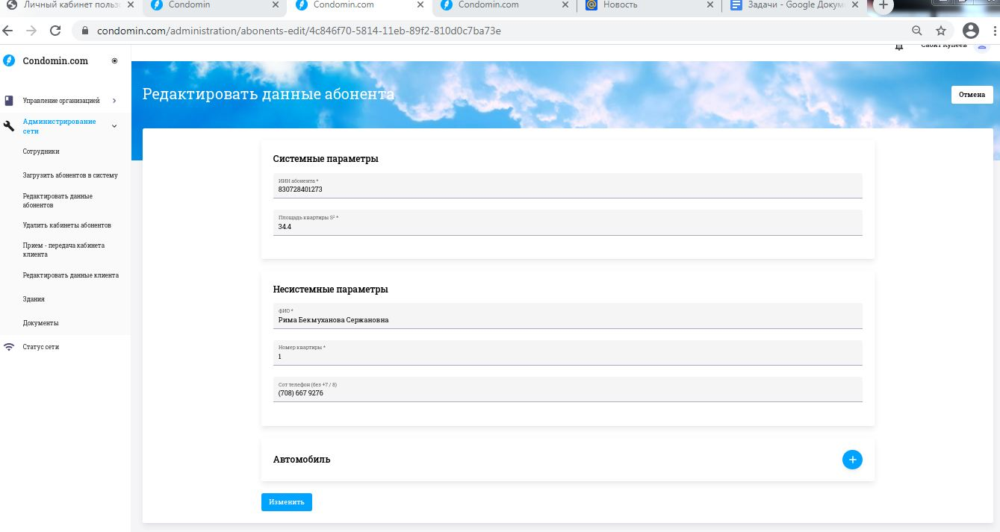 Личный кабинет польз
Condomin
Condomin.com
Condomin.com
Новость
Задачи - Google Докум
condomin.com/administration/abonents-edit/4c846f70-5814-11eb-89f2-810d0c7ba73e
Condomin.com
Сабит Купеев
Управление организацией
Администрирование
сети
Сотрудники
Загрузить абонентов в систему
Редактировать данные
абонентов
Удалить кабинеты абонентов
Прием - передача кабинета
клиента
Редактировать данные клиента
Здания
Документы
Статус сети
Редактировать данные абонента
Отмена
Системные параметры
ИИН абонента *
830728401273
Площадь квартиры S² *
34.4
Несистемные параметры
ФИО *
Рима Бекмуханова Сержановна
Номер квартиры *
1
Сот телефон (без +7 / 8)
(708) 667 9276
Автомобиль
Изменить